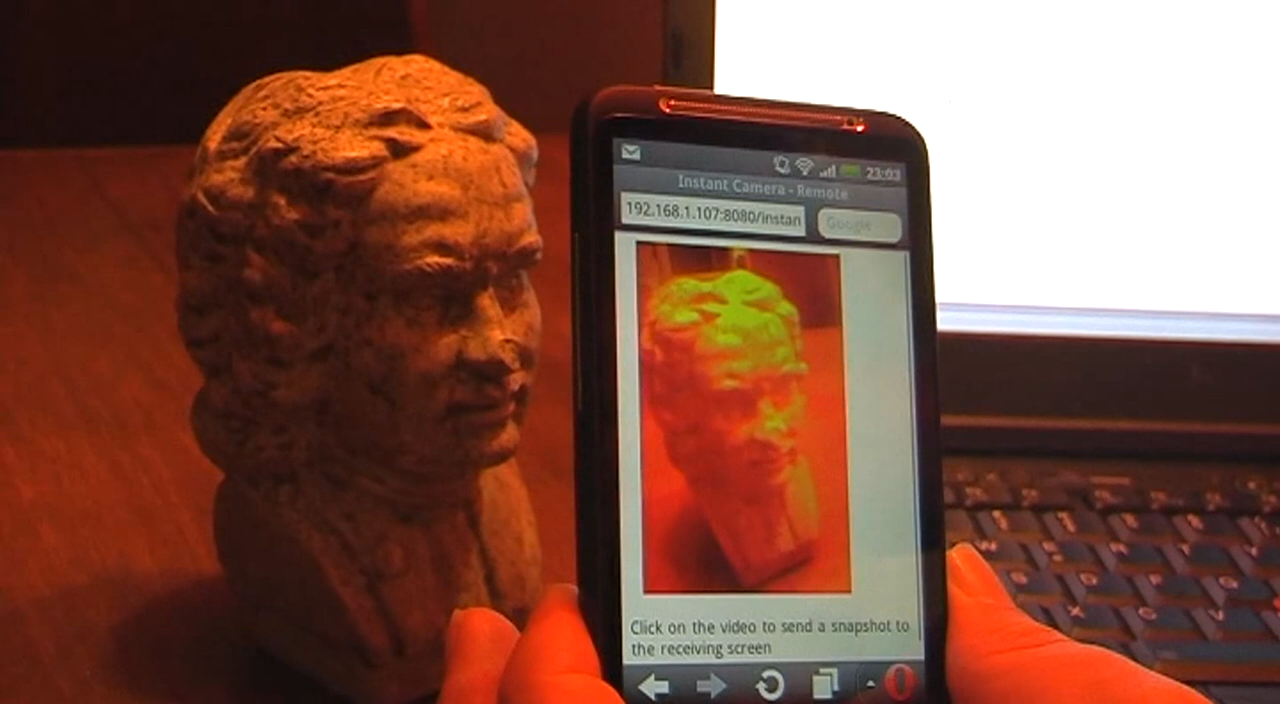 23:03
Instant Camera - Remote
192.168.1.107:8080/instan
Google
Click on the video to send a snapshot to
the receiving screen